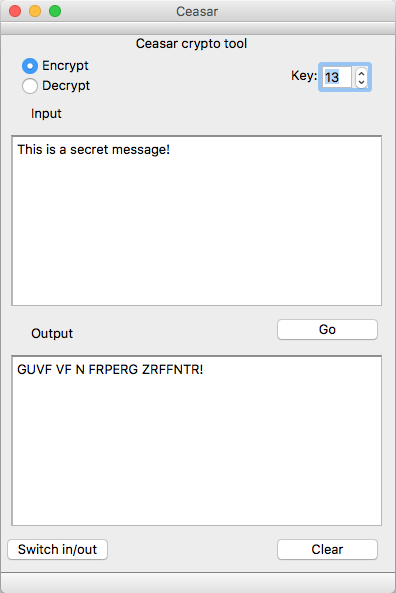 Ceasar
Ceasar crypto tool
Encrypt
Key: 13
Decrypt
Input
This is a secret message!
Output
Go
GUVF VF N FRPERG ZRFFNTR!
Switch in/out
Clear